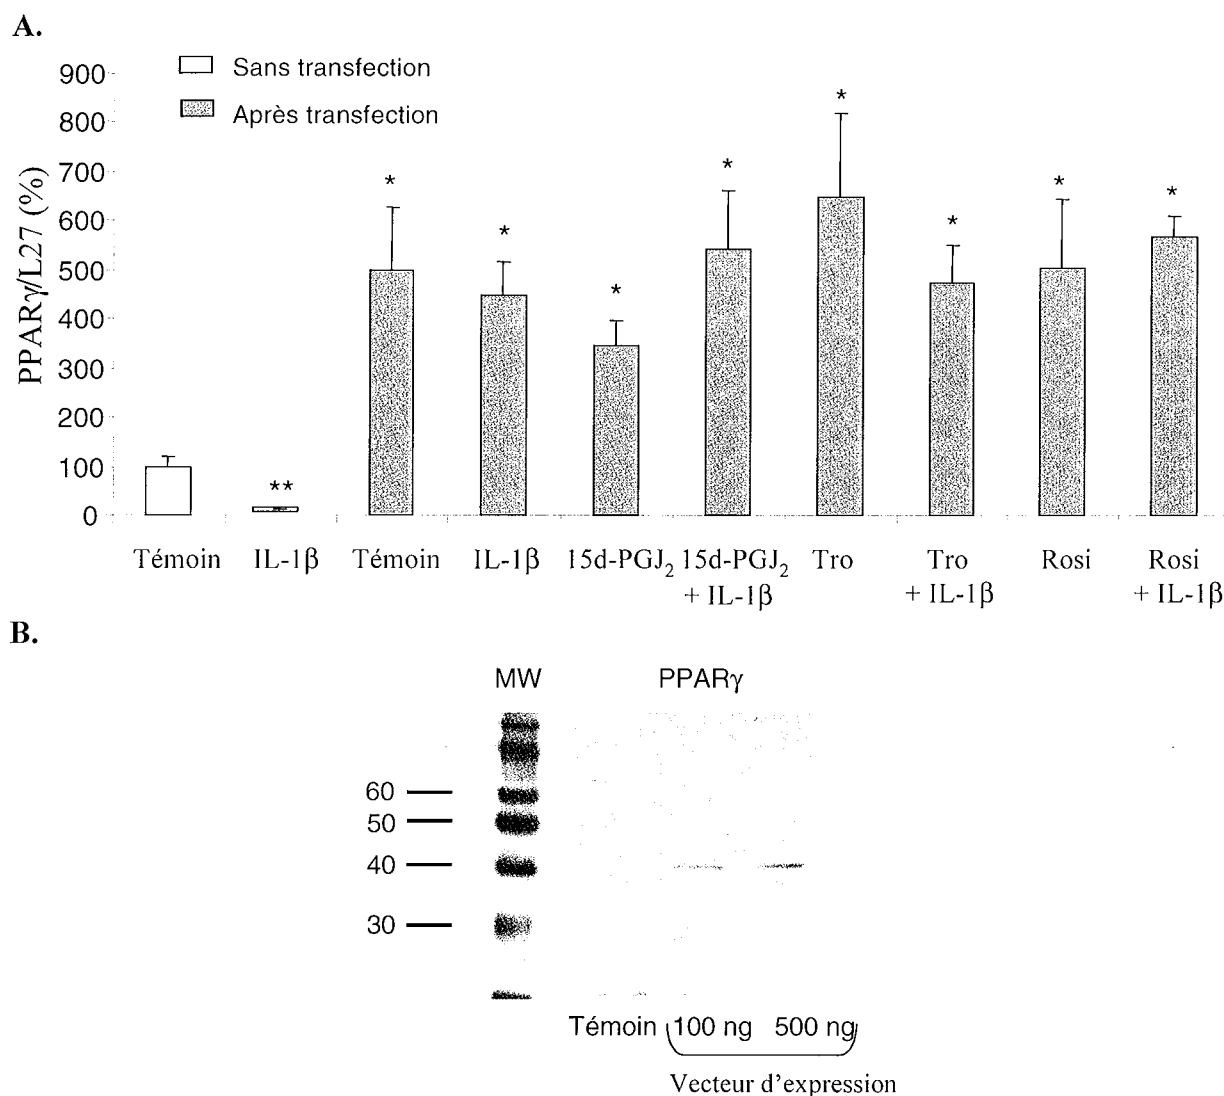 A.
Sans transfection
Après transfection
PPARγ/L27 (%)
900
800
700
600
500
400
300
200
100
0
*
*
*
*
*
*
*
*
**
Témoin IL-1β Témoin IL-1β 15d-PGJ2 15d-PGJ2 Tro Tro Rosi Rosi
+ IL-1β + IL-1β + IL-1β
B.
MW PPARγ
60
50
40
30
Témoin 100 ng 500 ng
Vecteur d'expression